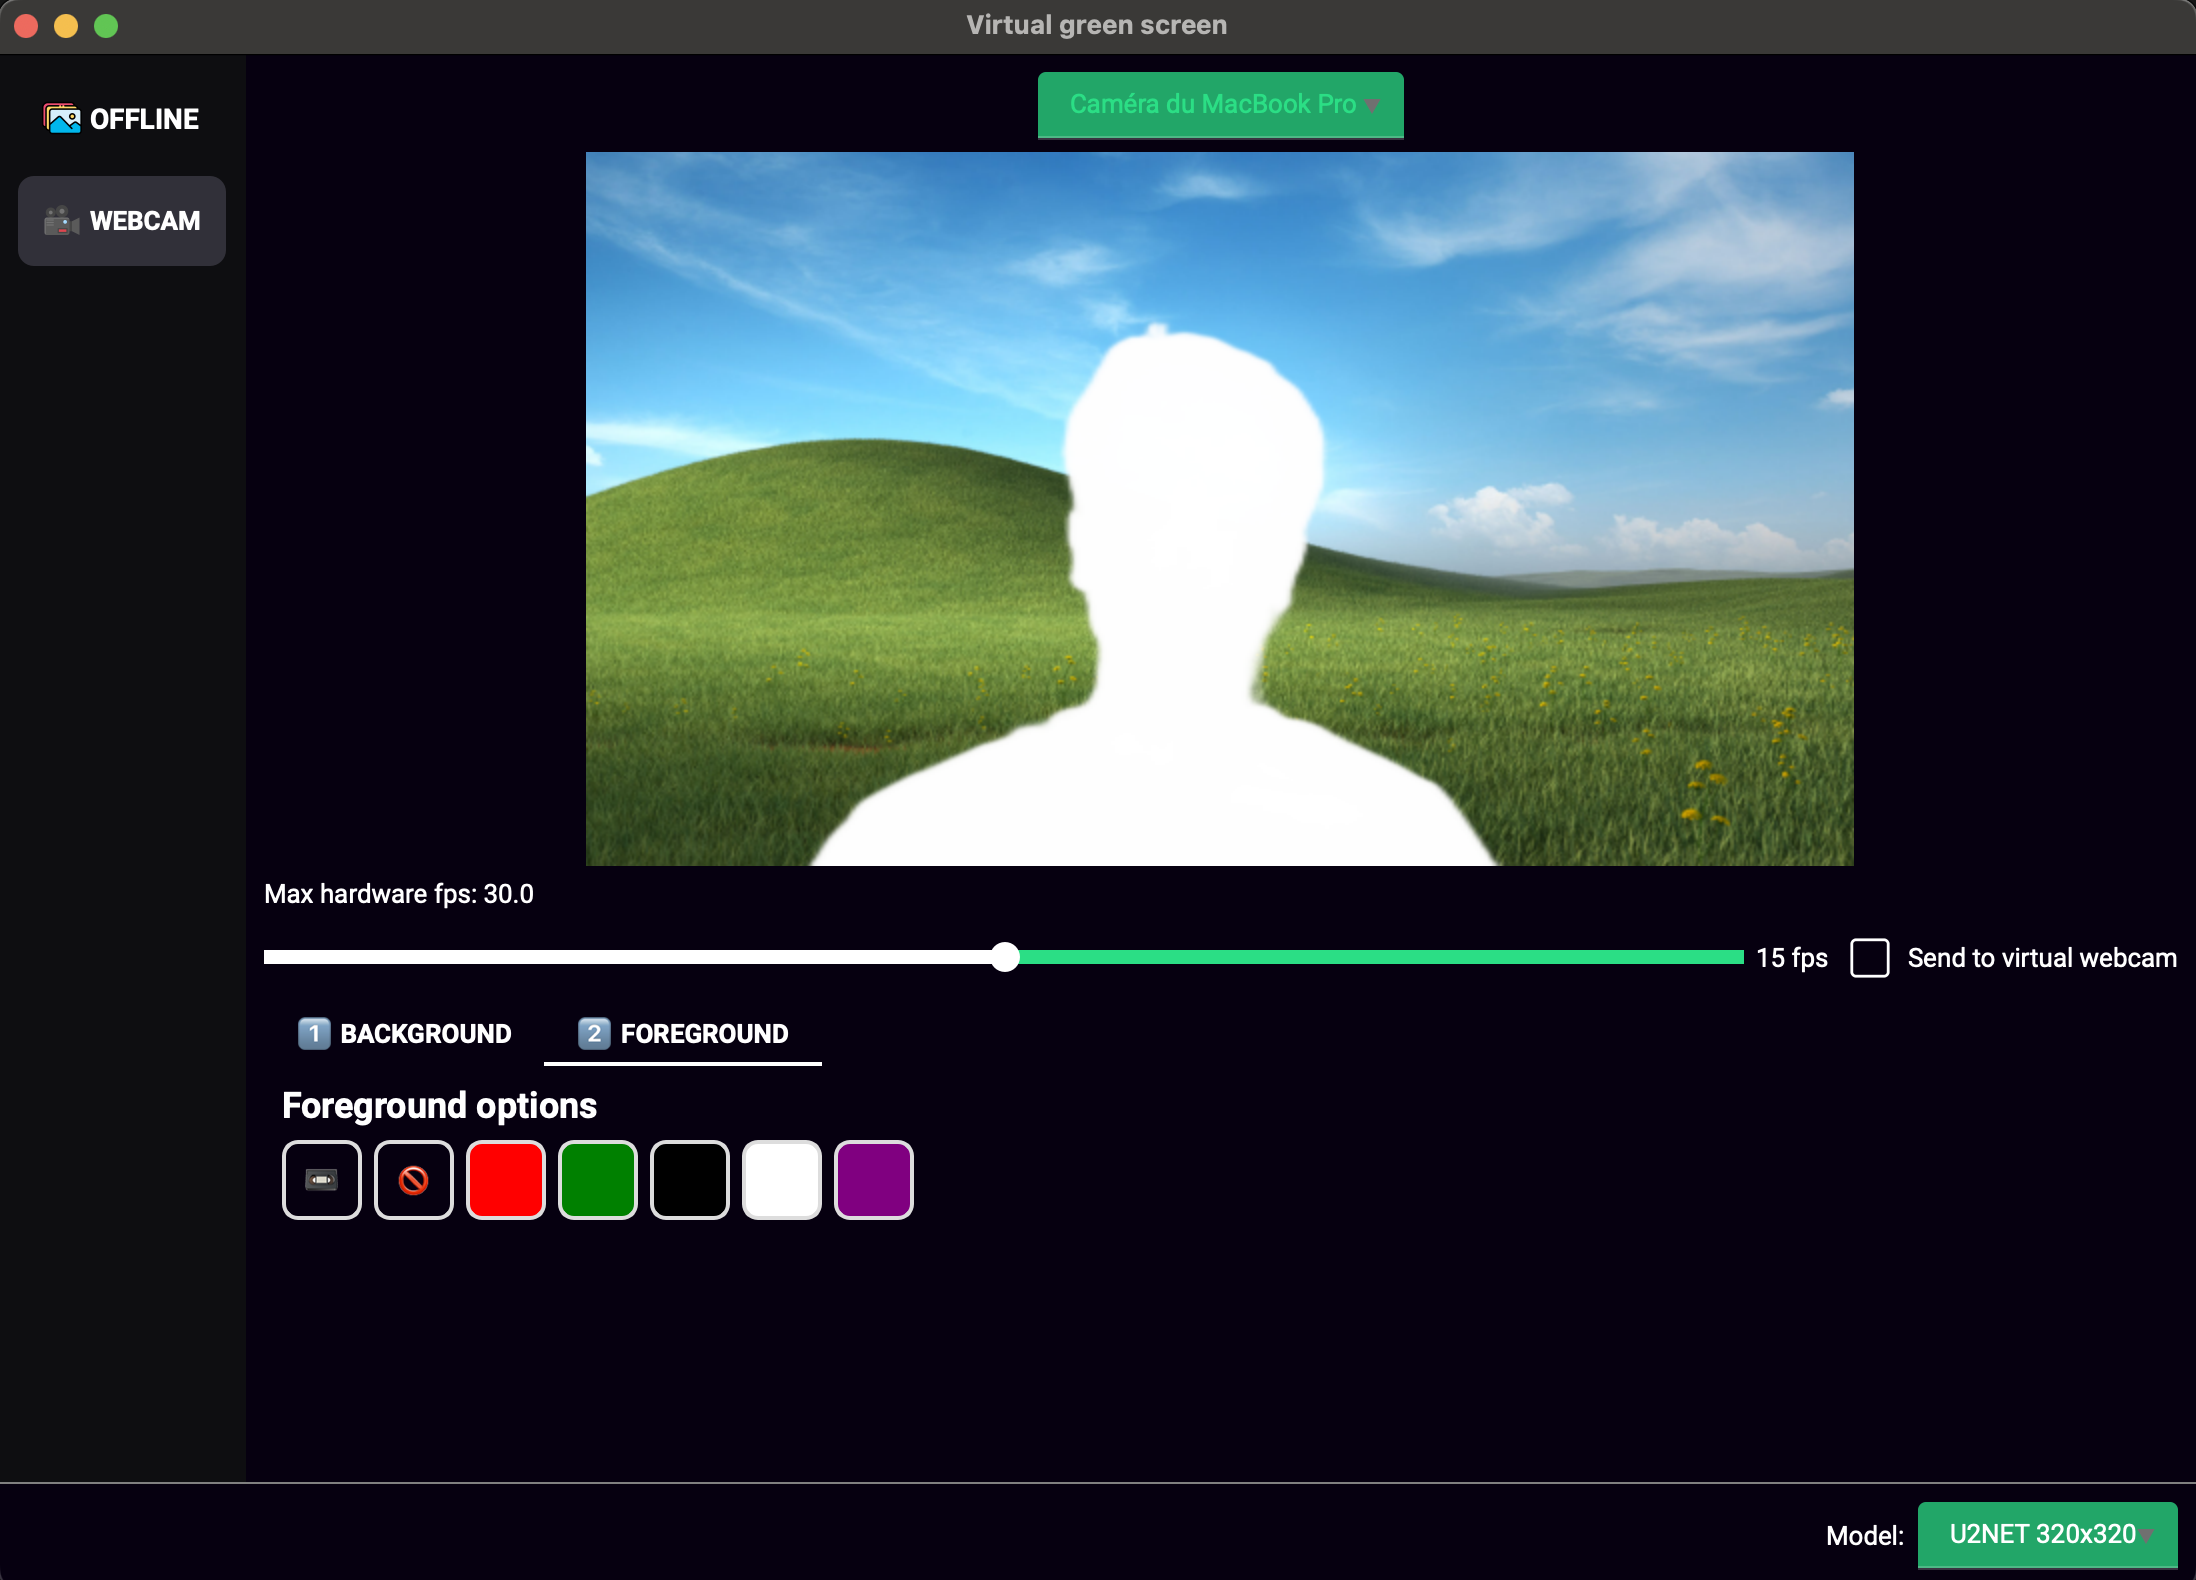 Virtual green screen
OFFLINE
WEBCAM
Caméra du MacBook Pro
Max hardware fps: 30.0
15 fps
Send to virtual webcam
1 BACKGROUND
2 FOREGROUND
Foreground options
Model:
U2NET 320x320